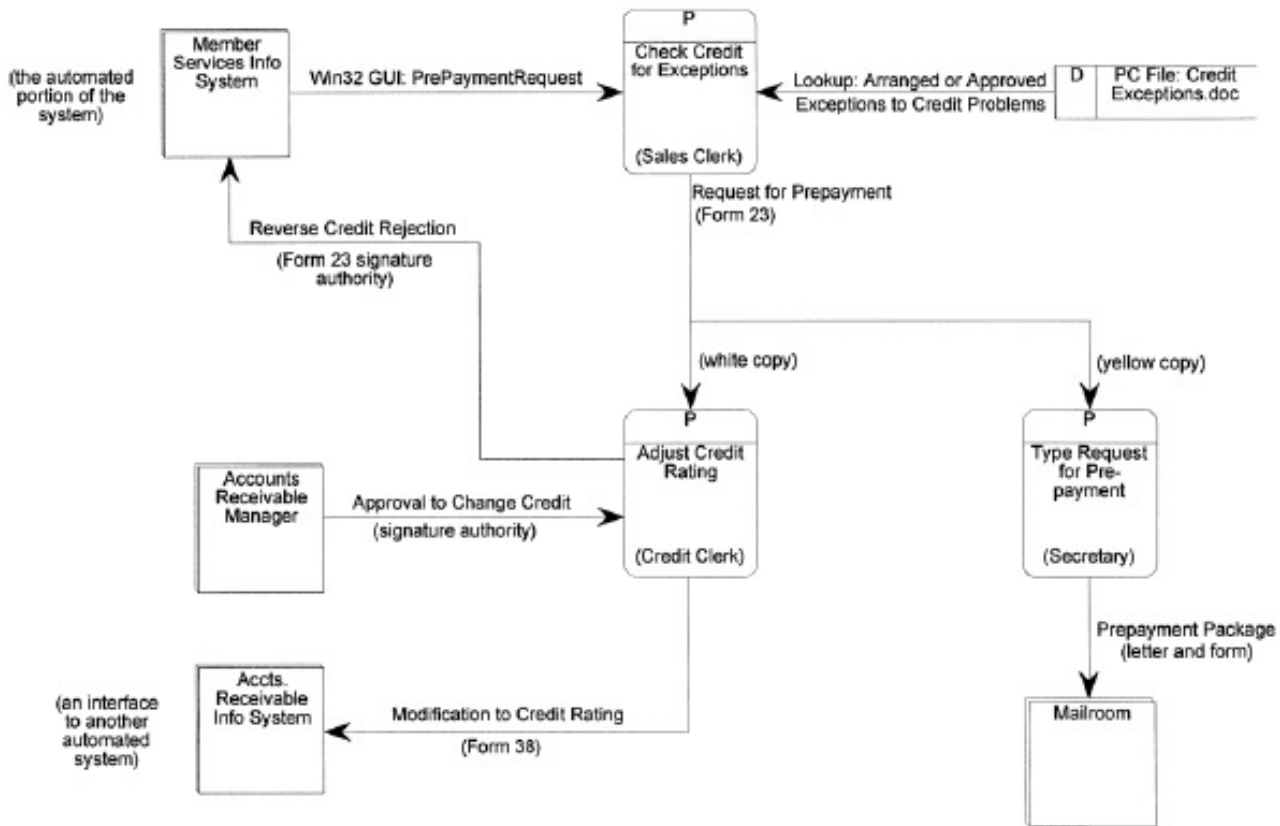 P
Member
Services Info
System
Check Credit
for Exceptions
(the automated
portion of the
system)
Win32 GUI: PrePaymentRequest
Lookup: Arranged or Approved
Exceptions to Credit Problems
D
PC File: Credit
Exceptions.doc
(Sales Clerk)
Request for Prepayment
(Form 23)
Reverse Credit Rejection
(Form 23 signature
authority)
(white copy)
(yellow copy)
P
P
Adjust Credit
Rating
Type Request
for Pre-
payment
Accounts
Receivable
Manager
Approval to Change Credit
(signature authority)
(Credit Clerk)
(Secretary)
Prepayment Package
(letter and form)
Accts.
Receivable
Info System
(an interface
to another
automated
system)
Modification to Credit Rating
(Form 38)
Mailroom